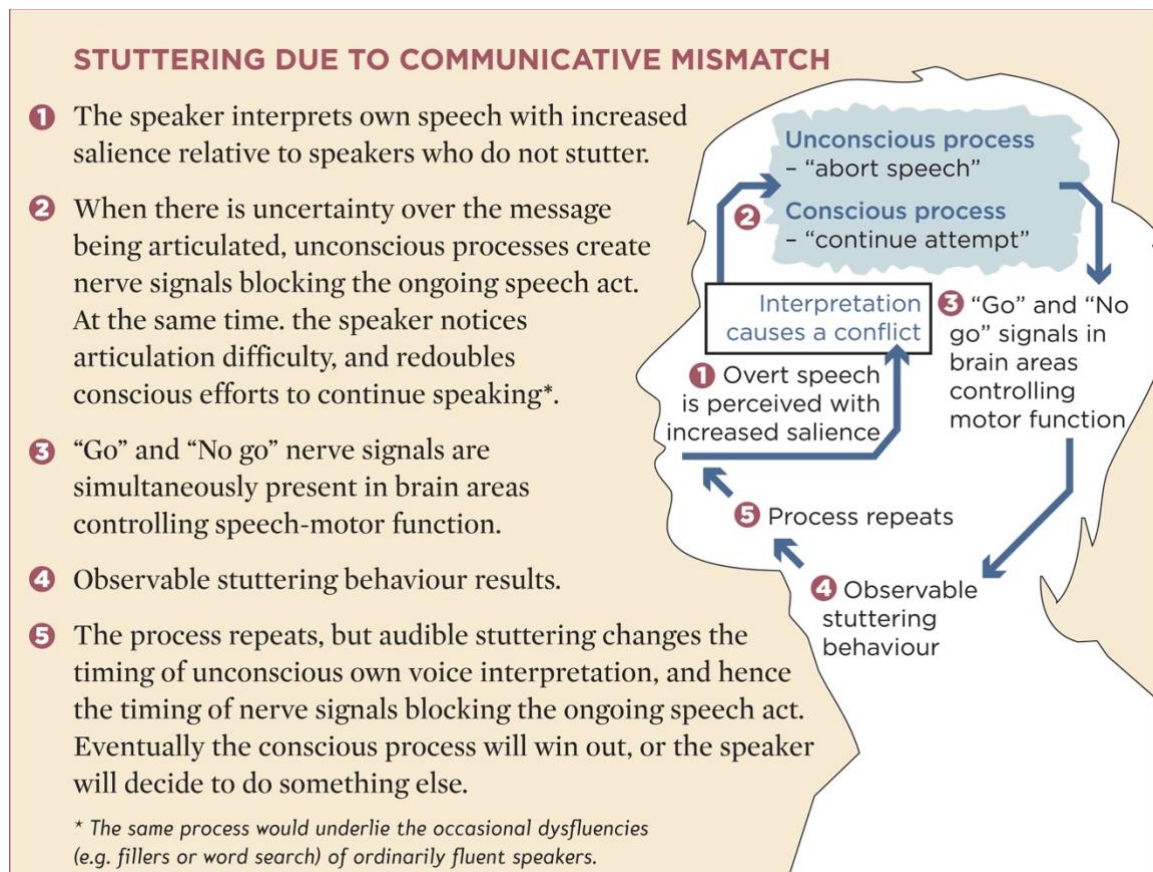 STUTTERING DUE TO COMMUNICATIVE MISMATCH
1 The speaker interprets own speech with increased
salience relative to speakers who do not stutter.
2 When there is uncertainty over the message
being articulated, unconscious processes create
nerve signals blocking the ongoing speech act.
At the same time. the speaker notices
articulation difficulty, and redoubles
conscious efforts to continue speaking*.
3 “Go” and “No go” nerve signals are
simultaneously present in brain areas
controlling speech-motor function.
4 Observable stuttering behaviour results.
5 The process repeats, but audible stuttering changes the
timing of unconscious own voice interpretation, and hence
the timing of nerve signals blocking the ongoing speech act.
Eventually the conscious process will win out, or the speaker
will decide to do something else.
* The same process would underlie the occasional dysfluencies
(e.g. fillers or word search) of ordinarily fluent speakers.
Unconscious process
– “abort speech”
2 Conscious process
– “continue attempt”
Interpretation
causes a conflict
1 Overt speech
is perceived with
increased salience
3 “Go” and “No
go” signals in
brain areas
controlling
motor function
5 Process repeats
4 Observable
stuttering
behaviour